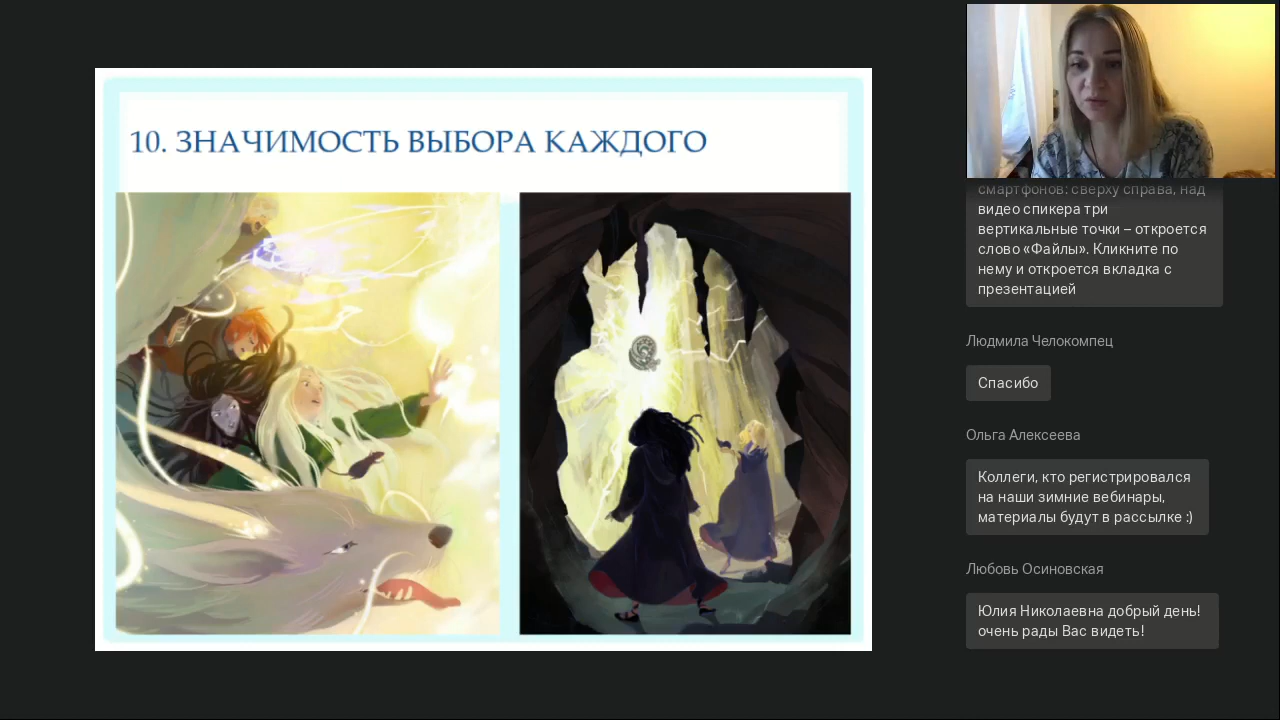 10. ЗНАЧИМОСТЬ ВЫБОРА КАЖДОГО
смартфонов: сверху справа, над
видео спикера три
вертикальные точки – откроется
слово «Файлы». Кликните по
нему и откроется вкладка с
презентацией
Людмила Челокомпец
Спасибо
Ольга Алексеева
Коллеги, кто регистрировался
на наши зимние вебинары,
материалы будут в рассылке :)
Любовь Осиновская
Юлия Николаевна добрый день!
очень рады Вас видеть!